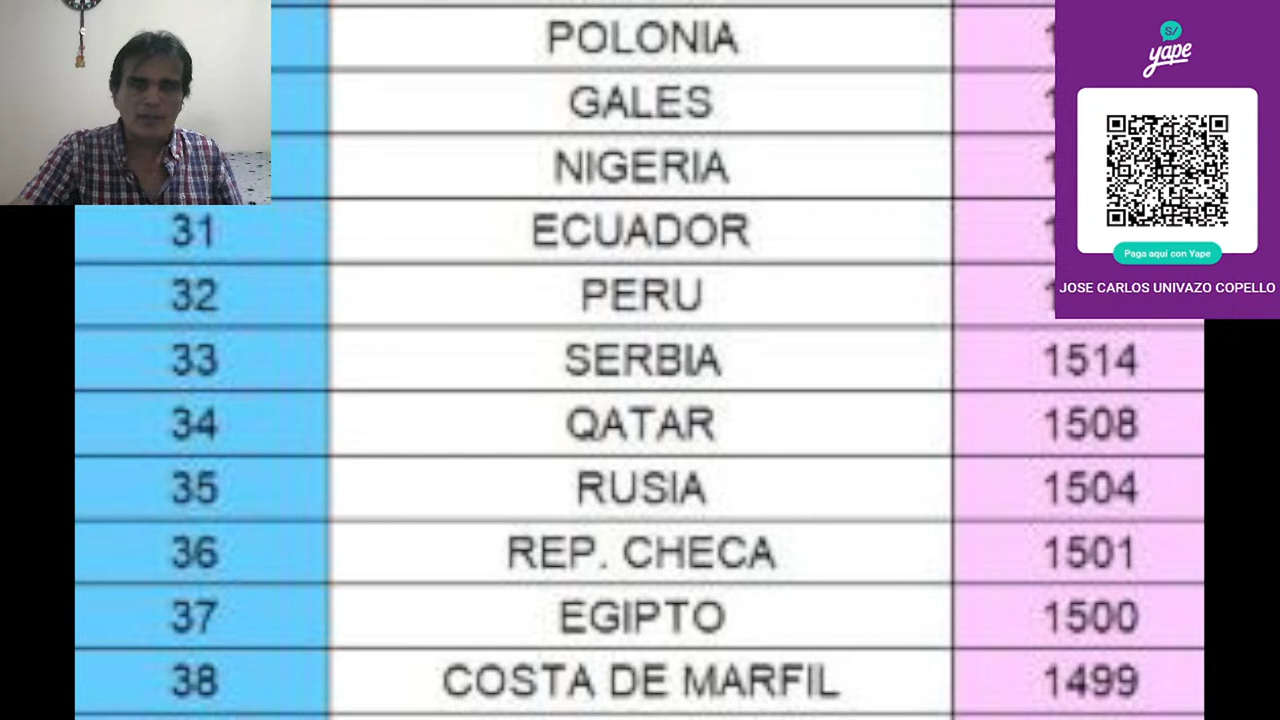 POLONIA
GALES
NIGERIA
31 ECUADOR
32 PERU
33 SERBIA 1514
34 QATAR 1508
35 RUSIA 1504
36 REP. CHECA 1501
37 EGIPTO 1500
38 COSTA DE MARFIL 1499
S/
yape
Paga aquí con Yape
JOSE CARLOS UNIVAZO COPELLO